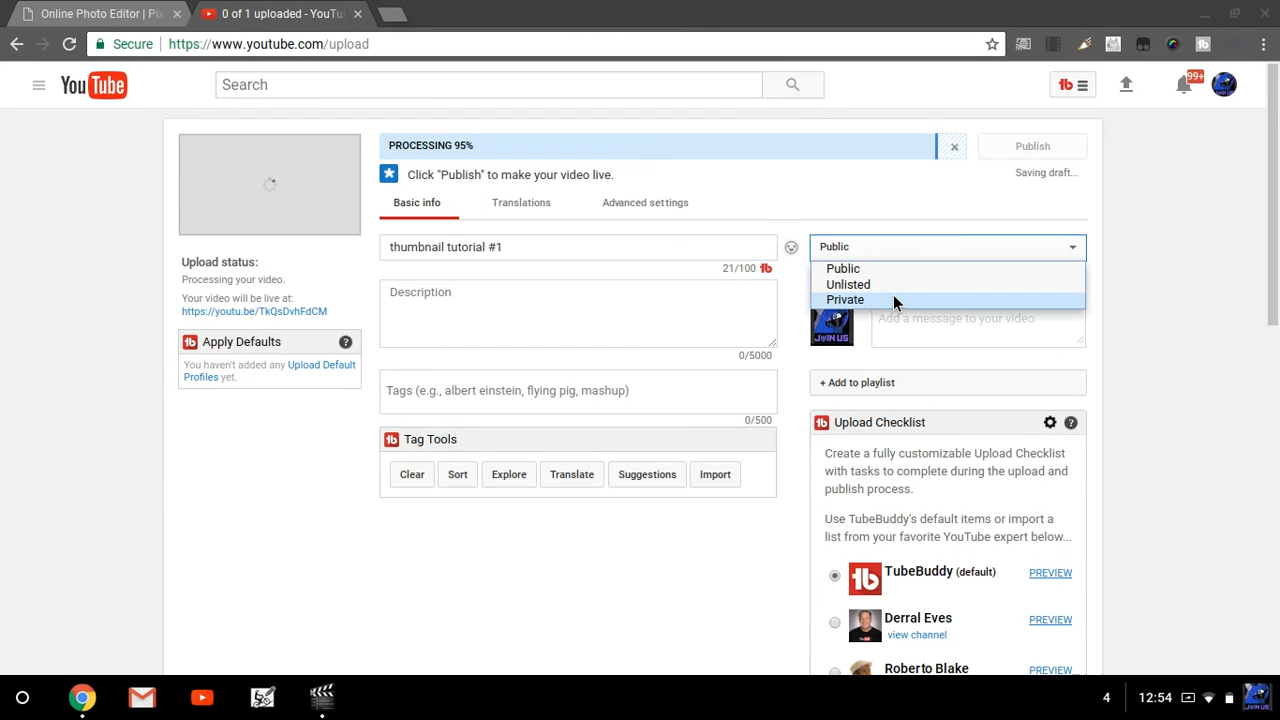 Online Photo Editor | Pix
0 of 1 uploaded - YouTu
Secure
https://www.youtube.com/upload
YouTube
Search
99+
PROCESSING 95%
Publish
Click "Publish" to make your video live.
Saving draft...
Basic info
Translations
Advanced settings
thumbnail tutorial #1
21/100
Public
Public
Unlisted
Private
Description
0/5000
JOIN US
Add a message to your video
Upload status:
Processing your video.
Your video will be live at:
https://youtu.be/TkQsDvhFdCM
Apply Defaults
You haven't added any Upload Default
Profiles yet.
Tags (e.g., albert einstein, flying pig, mashup)
0/500
+ Add to playlist
Tag Tools
Clear
Sort
Explore
Translate
Suggestions
Import
Upload Checklist
Create a fully customizable Upload Checklist
with tasks to complete during the upload and
publish process.
Use TubeBuddy's default items or import a
list from your favorite YouTube expert below...
TubeBuddy (default)
PREVIEW
Derral Eves
view channel
PREVIEW
Roberto Blake
PREVIEW
4
12:54
JOIN US